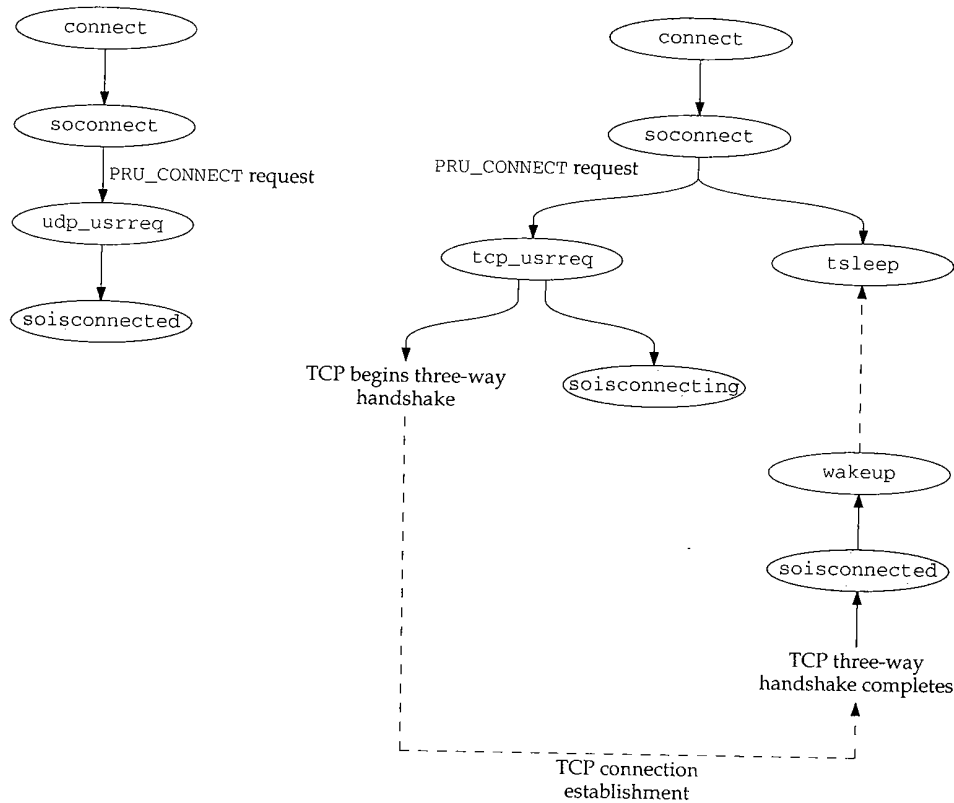 connect
soconnect
PRU_CONNECT request
udp_usrreq
soisconnected
connect
soconnect
PRU_CONNECT request
tcp_usrreq
tsleep
TCP begins three-way
handshake
soisconnecting
wakeup
soisconnected
TCP three-way
handshake completes
TCP connection
establishment